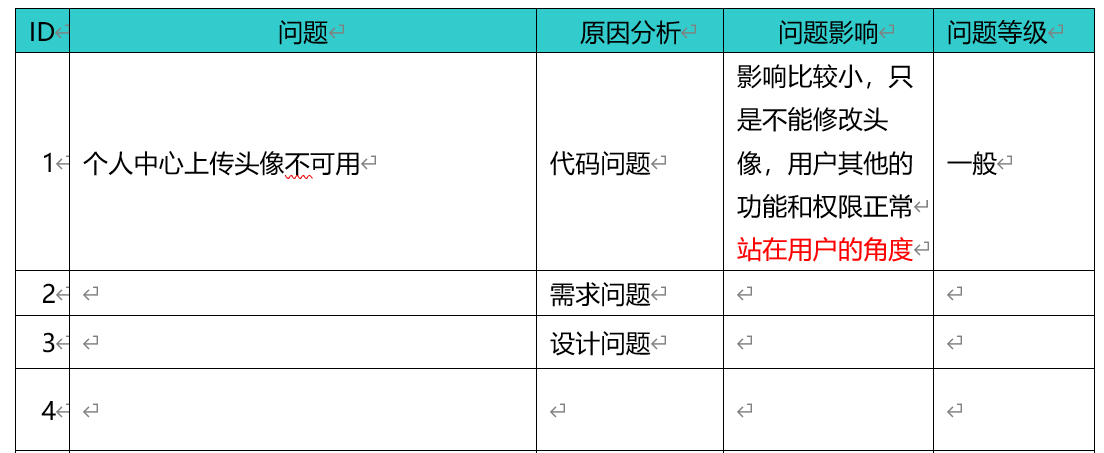 ID 问题 原因分析 问题影响 问题等级
1 个人中心上传头像不可用 代码问题 影响比较小，只
是不能修改头
像，用户其他的
功能和权限正常
站在用户的角度
一般
2 需求问题
3 设计问题
4